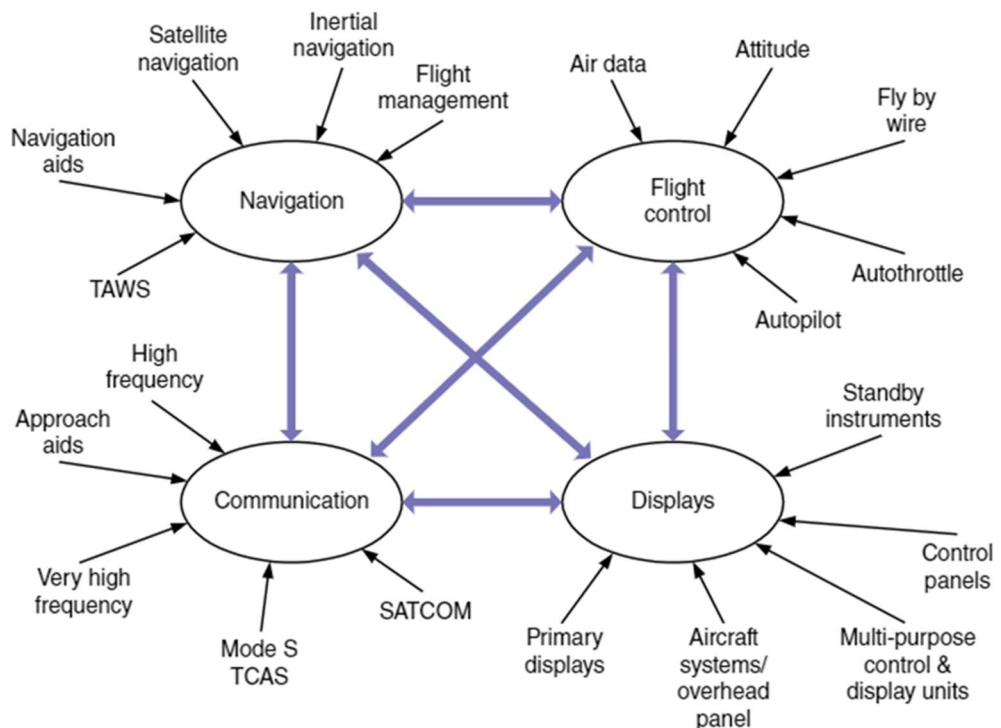 Satellite
navigation
Inertial
navigation
Flight
management
Navigation
aids
TAWS
Navigation
Air data
Attitude
Fly by
wire
Autothrottle
Autopilot
Flight
control
High
frequency
Approach
aids
Very high
frequency
Mode S
TCAS
SATCOM
Communication
Standby
instruments
Control
panels
Multi-purpose
control &
display units
Aircraft
systems/
overhead
panel
Primary
displays
Displays